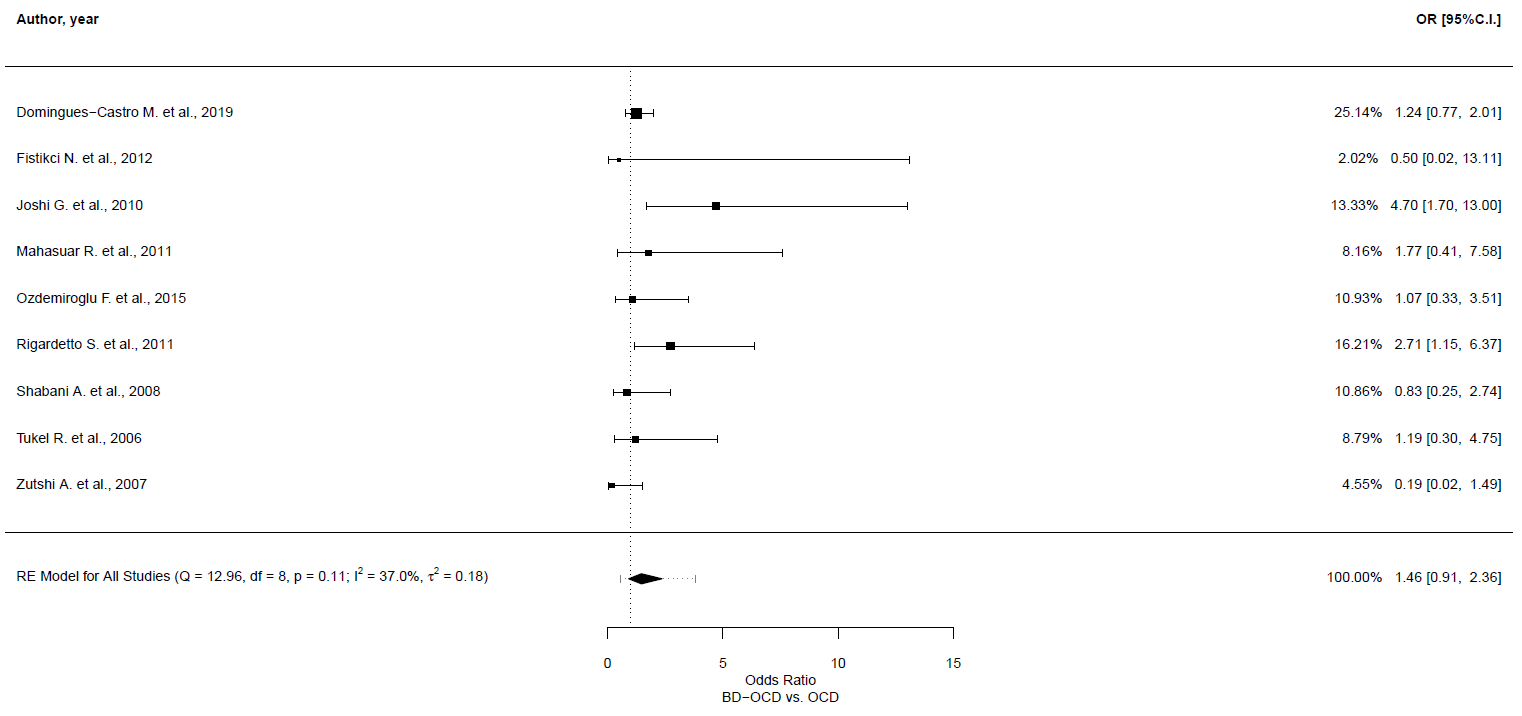 Author, year OR [95%C.I.]
Domingues−Castro M. et al., 2019 25.14% 1.24 [0.77, 2.01]
Fistikci N. et al., 2012 2.02% 0.50 [0.02, 13.11]
Joshi G. et al., 2010 13.33% 4.70 [1.70, 13.00]
Mahasuar R. et al., 2011 8.16% 1.77 [0.41, 7.58]
Ozdemiroglu F. et al., 2015 10.93% 1.07 [0.33, 3.51]
Rigardetto S. et al., 2011 16.21% 2.71 [1.15, 6.37]
Shabani A. et al., 2008 10.86% 0.83 [0.25, 2.74]
Tukel R. et al., 2006 8.79% 1.19 [0.30, 4.75]
Zutshi A. et al., 2007 4.55% 0.19 [0.02, 1.49]
RE Model for All Studies (Q = 12.96, df = 8, p = 0.11; I² = 37.0%, τ² = 0.18) 100.00% 1.46 [0.91, 2.36]
0 5 10 15
Odds Ratio
BD−OCD vs. OCD